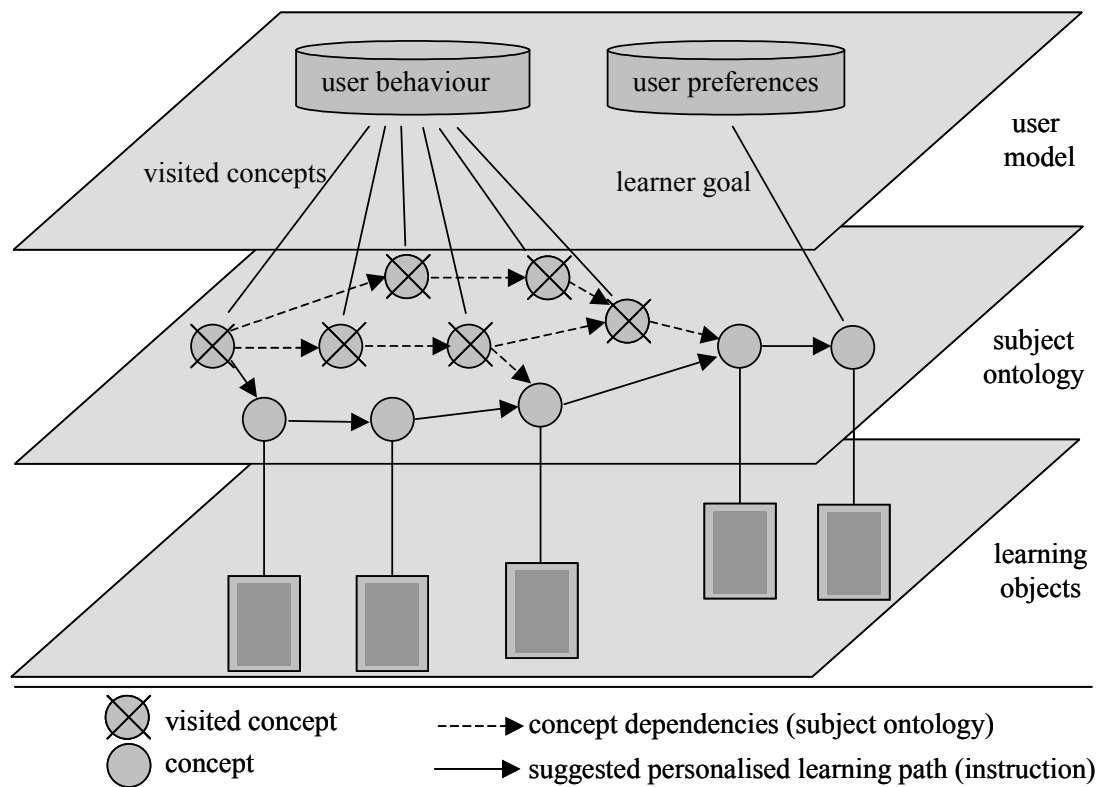 user behaviour
user preferences
user
model
visited concepts
learner goal
subject
ontology
learning
objects
visited concept
concept dependencies (subject ontology)
concept
suggested personalised learning path (instruction)